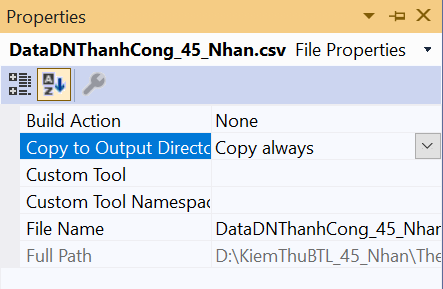 Properties
DataDNThanhCong_45_Nhan.csv File Properties
Build Action None
Copy to Output Directo Copy always
Custom Tool
Custom Tool Namespac
File Name DataDNThanhCong_45_Nhan
Full Path D:\KiemThuBTL_45_Nhan\The